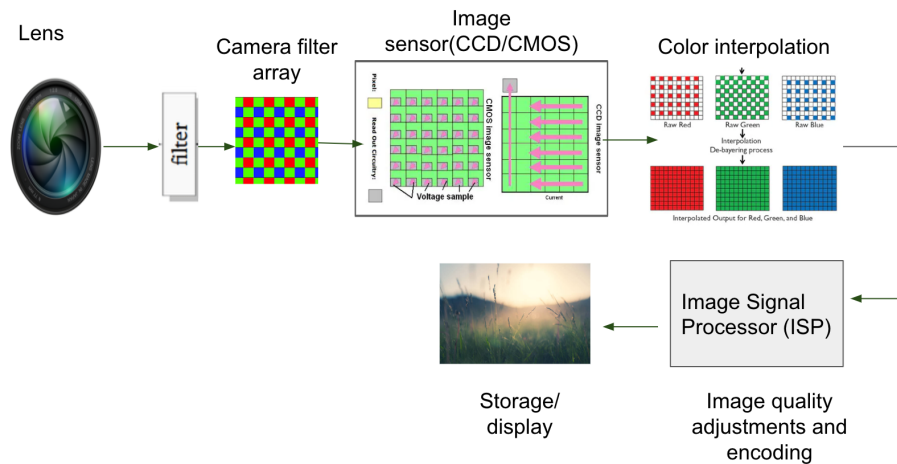 Lens
filter
Camera filter
array
Image
sensor(CCD/CMOS)
Pixel:
Read Out Circuitry:
CMOS image sensor
Voltage sample
CCD image sensor
Current
Color interpolation
Raw Red
Raw Green
Raw Blue
Interpolation
De-bayering process
Interpolated Output for Red, Green, and Blue
Image Signal
Processor (ISP)
Image quality
adjustments and
encoding
Storage/
display